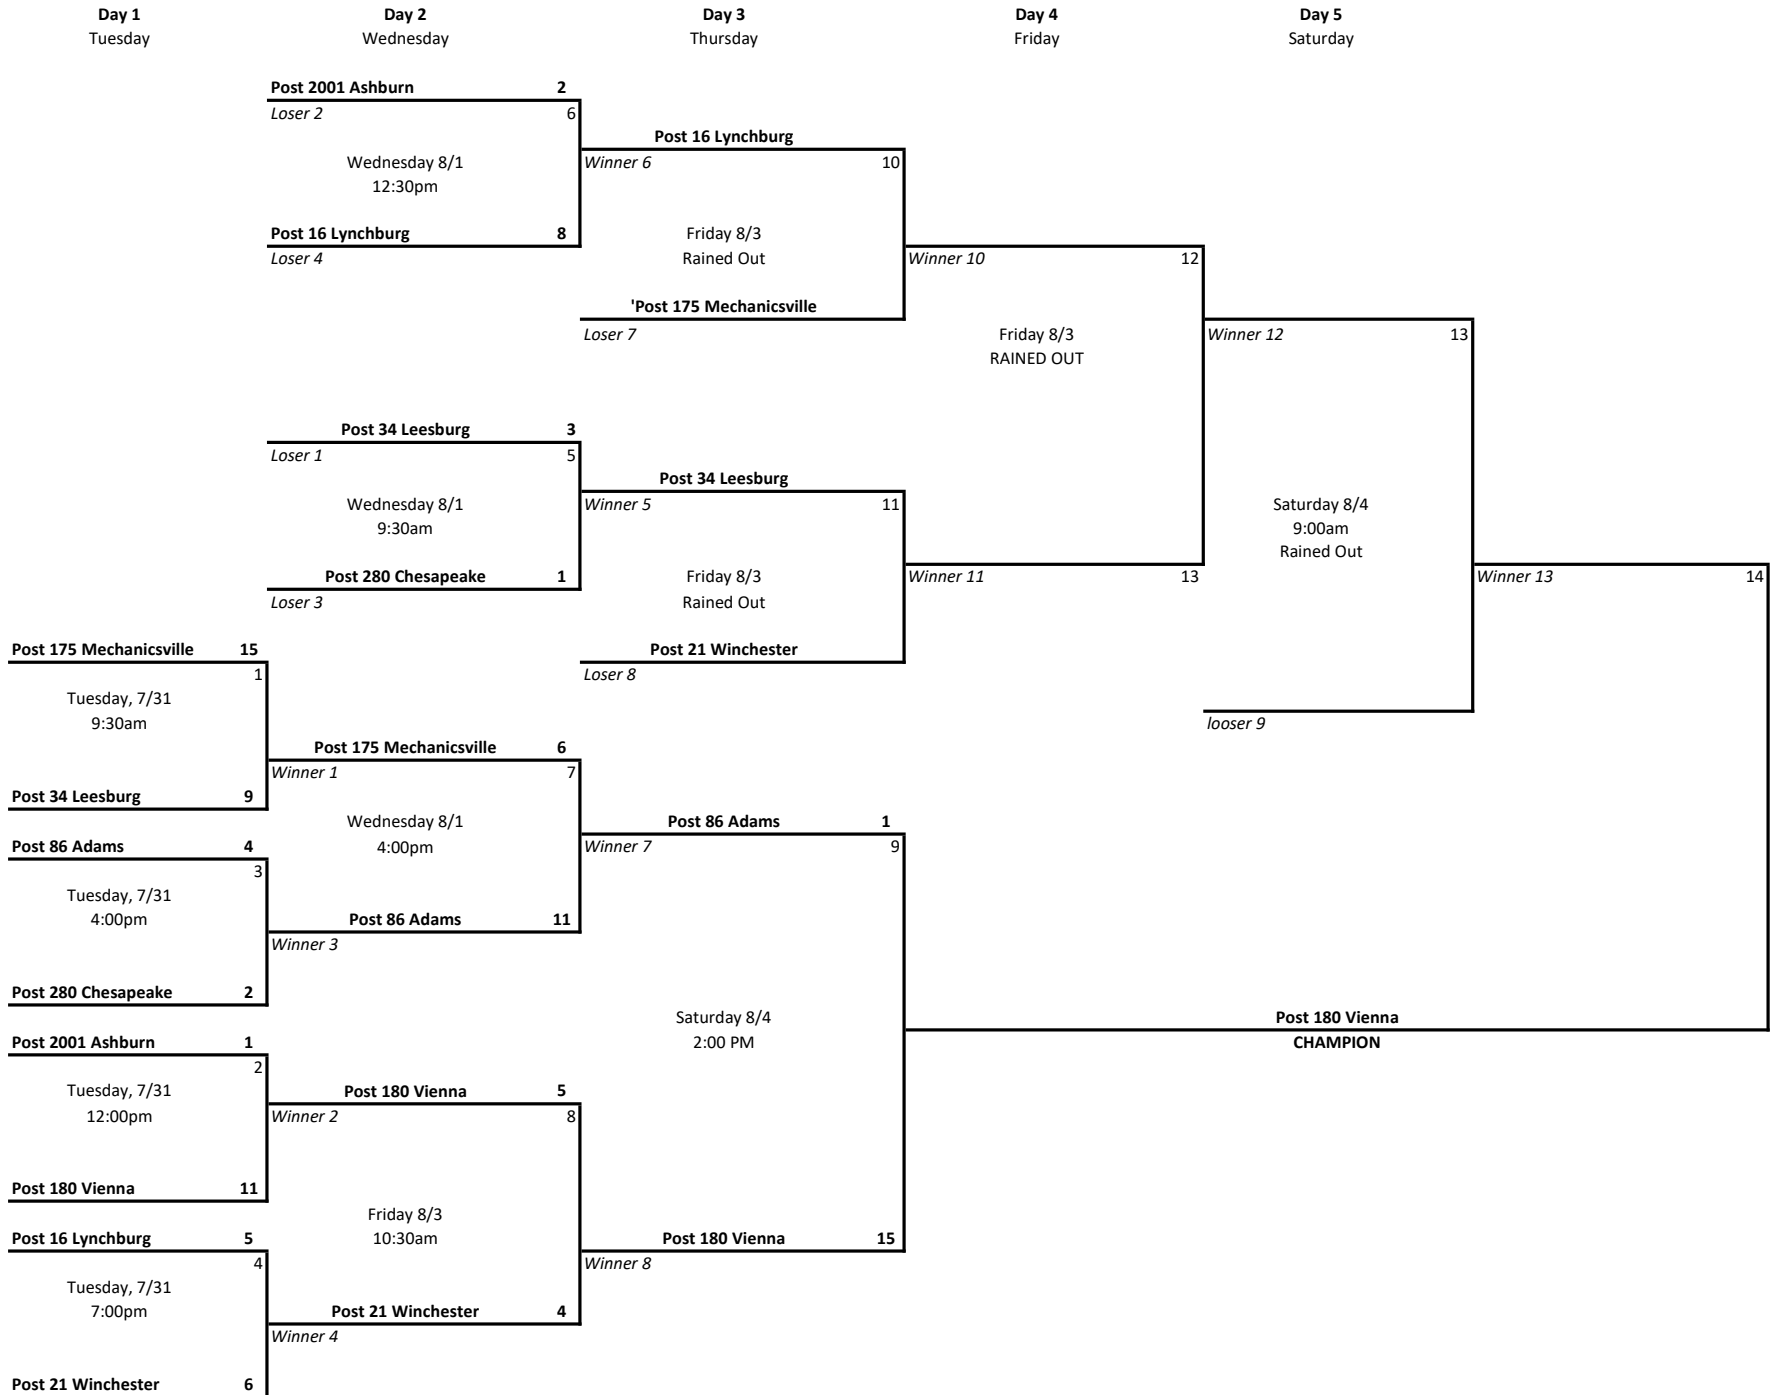 Day 1 Day 2 Day 3 Day 4 Day 5
Tuesday Wednesday Thursday Friday Saturday
Post 2001 Ashburn 2
Loser 2 6
Post 16 Lynchburg
Wednesday 8/1 Winner 6 10
12:30pm
Post 16 Lynchburg 8 Friday 8/3
Loser 4 Rained Out Winner 10 12
'Post 175 Mechanicsville
Loser 7 Friday 8/3 Winner 12 13
RAINED OUT
Post 34 Leesburg 3
Loser 1 5
Post 34 Leesburg
Wednesday 8/1 Winner 5 11 Saturday 8/4
9:30am 9:00am
Rained Out
Post 280 Chesapeake 1 Friday 8/3 Winner 11 13 Winner 13 14
Loser 3 Rained Out
Post 175 Mechanicsville 15 Post 21 Winchester
1 Loser 8
Tuesday, 7/31
9:30am looser 9
Post 175 Mechanicsville 6
Winner 1 7
Post 34 Leesburg 9
Wednesday 8/1 Post 86 Adams 1
Post 86 Adams 4 4:00pm Winner 7 9
3
Tuesday, 7/31
4:00pm Post 86 Adams 11
Winner 3
Post 280 Chesapeake 2
Saturday 8/4 Post 180 Vienna
Post 2001 Ashburn 1 2:00 PM CHAMPION
2
Tuesday, 7/31 Post 180 Vienna 5
12:00pm Winner 2 8
Post 180 Vienna 11
Friday 8/3
Post 16 Lynchburg 5 10:30am Post 180 Vienna 15
4 Winner 8
Tuesday, 7/31
7:00pm Post 21 Winchester 4
Winner 4
Post 21 Winchester 6